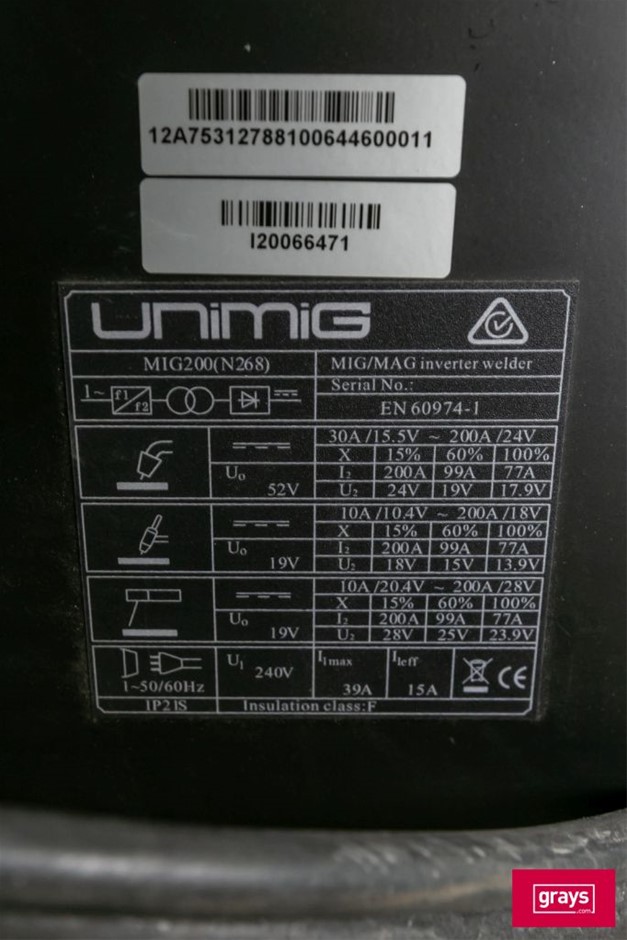 12A75312788100644600011
I20066471
UNIMIG
MIG200(N268) MIG/MAG inverter welder
1~ f1 f2 Serial No.:
EN 60974-1
30A/15.5V ~ 200A/24V
X 15% 60% 100%
U₀ 52V I₂ 200A 99A 77A
U₂ 24V 19V 17.9V
10A/10.4V ~ 200A/18V
X 15% 60% 100%
U₀ 19V I₂ 200A 99A 77A
U₂ 18V 15V 13.9V
10A/20.4V ~ 200A/28V
X 15% 60% 100%
U₀ 19V I₂ 200A 99A 77A
U₂ 28V 25V 23.9V
1~50/60Hz U₁ 240V I₁max 39A I₁eff 15A CE
IP21S Insulation class:F
grays
.com